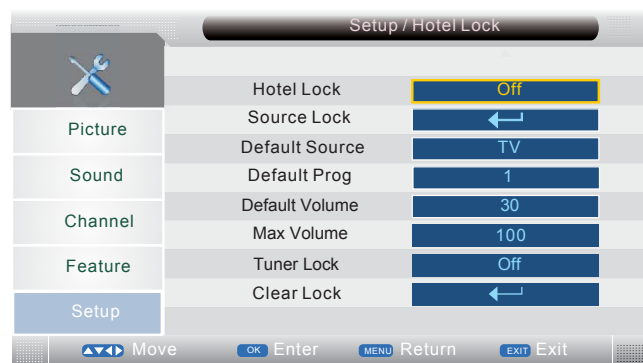 Setup / Hotel Lock
Hotel Lock Off
Source Lock
Default Source TV
Default Prog 1
Default Volume 30
Max Volume 100
Tuner Lock Off
Clear Lock
Picture
Sound
Channel
Feature
Setup
Move OK Enter MENU Return EXIT Exit